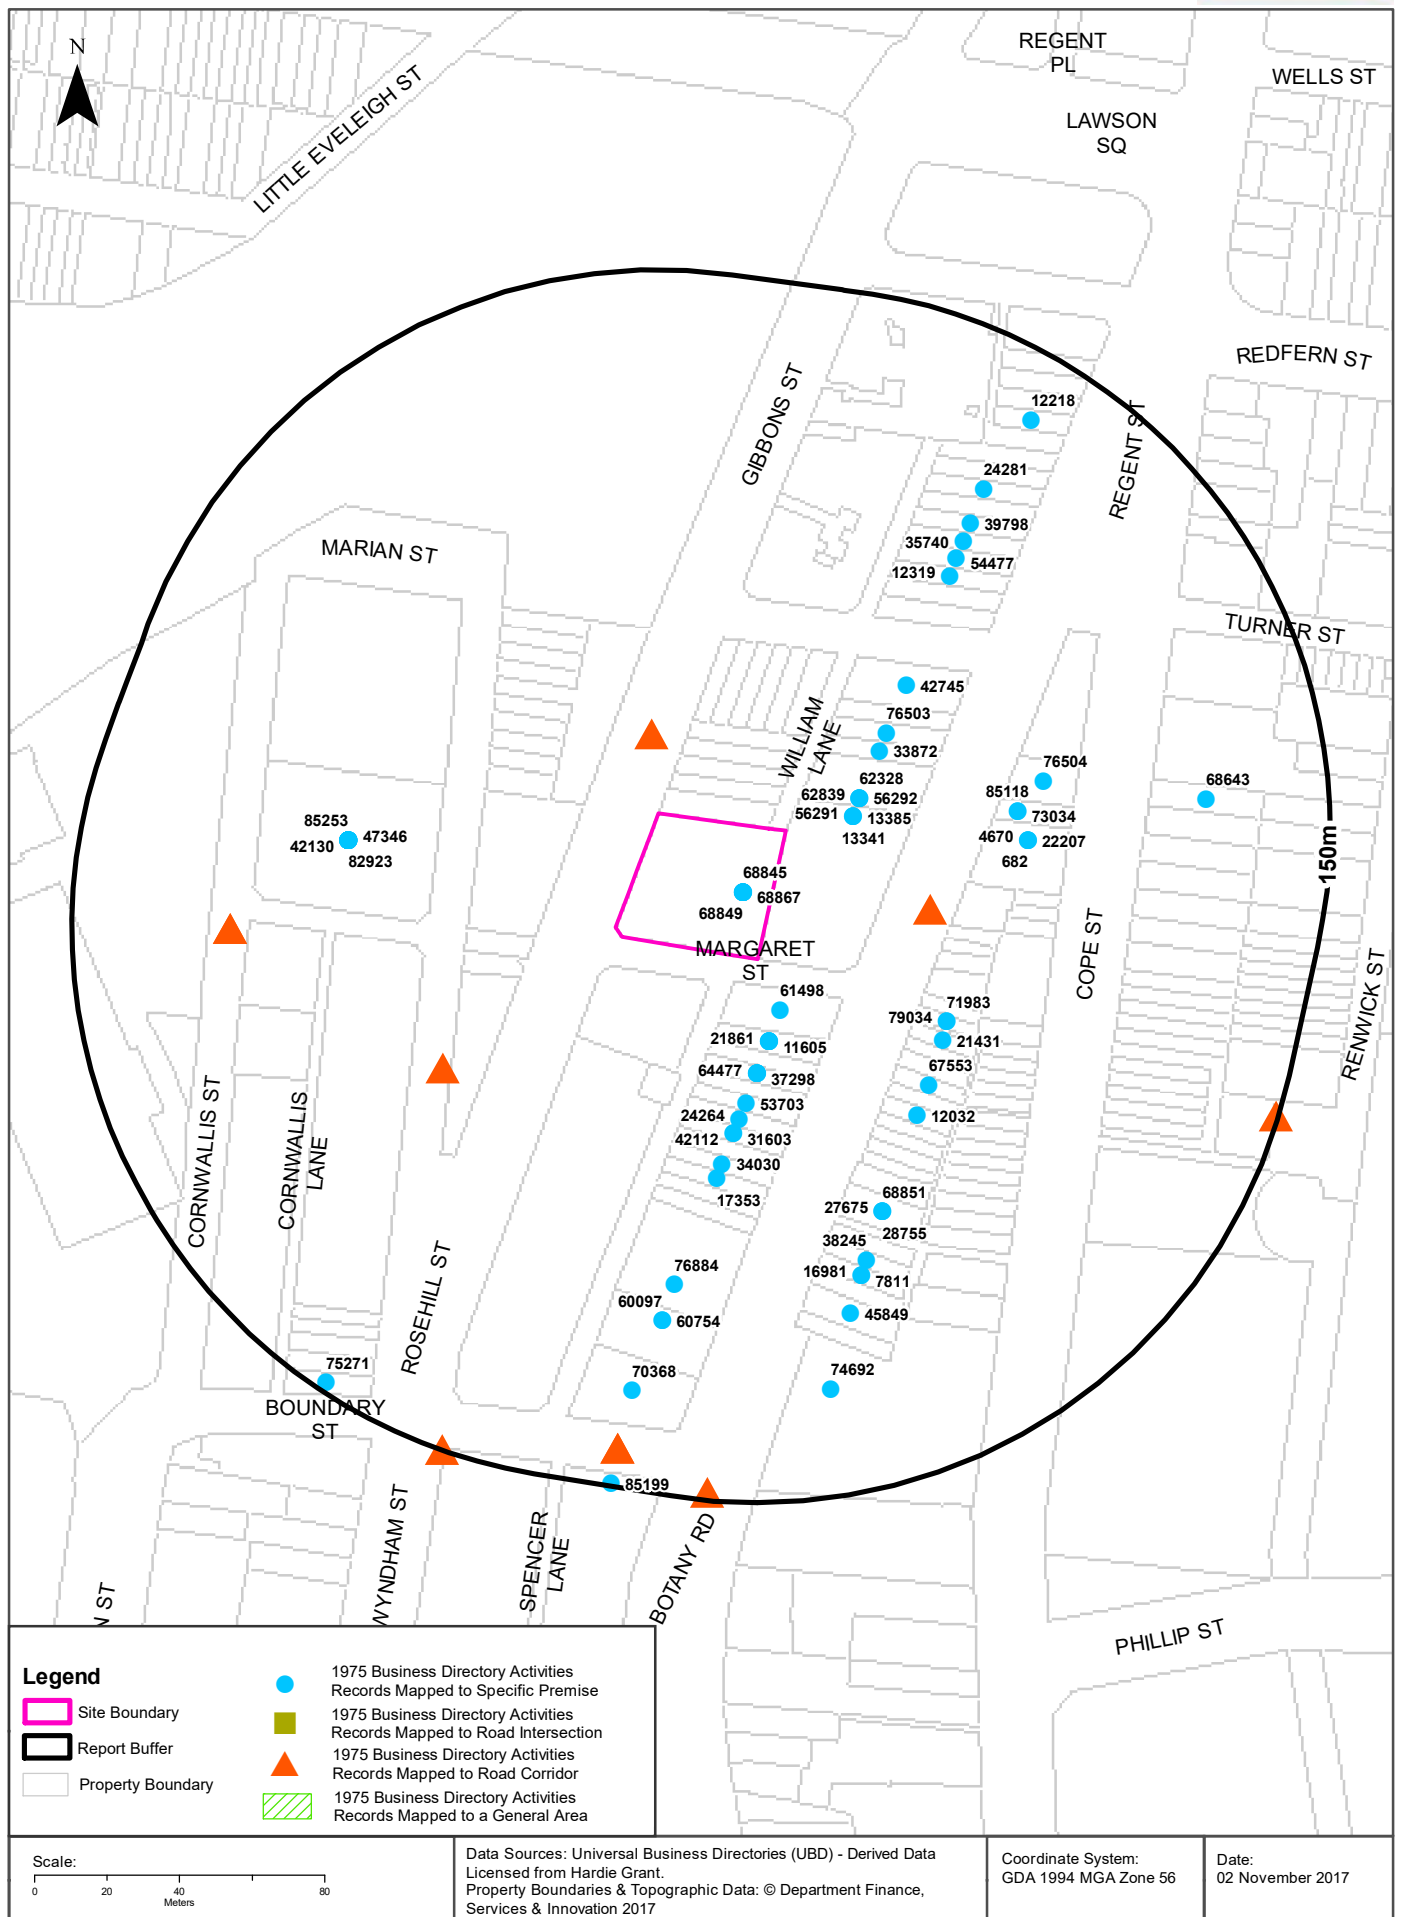 REGENT
PL
N
WELLS ST
LITTLE EVELEIGH ST
LAWSON
SQ
REDFERN ST
GIBBONS ST
12218
REGENT ST
24281
39798
35740
54477
12319
MARIAN ST
TURNER ST
42745
76503
WILLIAM
LANE
33872
76504
62328
68643
62839
56292
85118
56291
13385
73034
13341
4670
22207
682
85253
47346
42130
82923
150m
68845
68867
68849
MARGARET
ST
COPE ST
61498
71983
79034
21861
11605
21431
RENWICK ST
64477
37298
67553
53703
24264
12032
42112
31603
CORNWALLIS ST
CORNWALLIS
LANE
34030
17353
68851
27675
28755
38245
ROSEHILL ST
76884
16981
7811
60097
60754
45849
75271
70368
74692
BOUNDARY
ST
85199
WYNDHAM ST
SPENCER
LANE
BOTANY RD
N ST
PHILLIP ST
Legend
Site Boundary
Report Buffer
Property Boundary
1975 Business Directory Activities
Records Mapped to Specific Premise
1975 Business Directory Activities
Records Mapped to Road Intersection
1975 Business Directory Activities
Records Mapped to Road Corridor
1975 Business Directory Activities
Records Mapped to a General Area
Scale:
0 20 40 80
Meters
Data Sources: Universal Business Directories (UBD) - Derived Data
Licensed from Hardie Grant.
Property Boundaries & Topographic Data: © Department Finance,
Services & Innovation 2017
Coordinate System:
GDA 1994 MGA Zone 56
Date:
02 November 2017